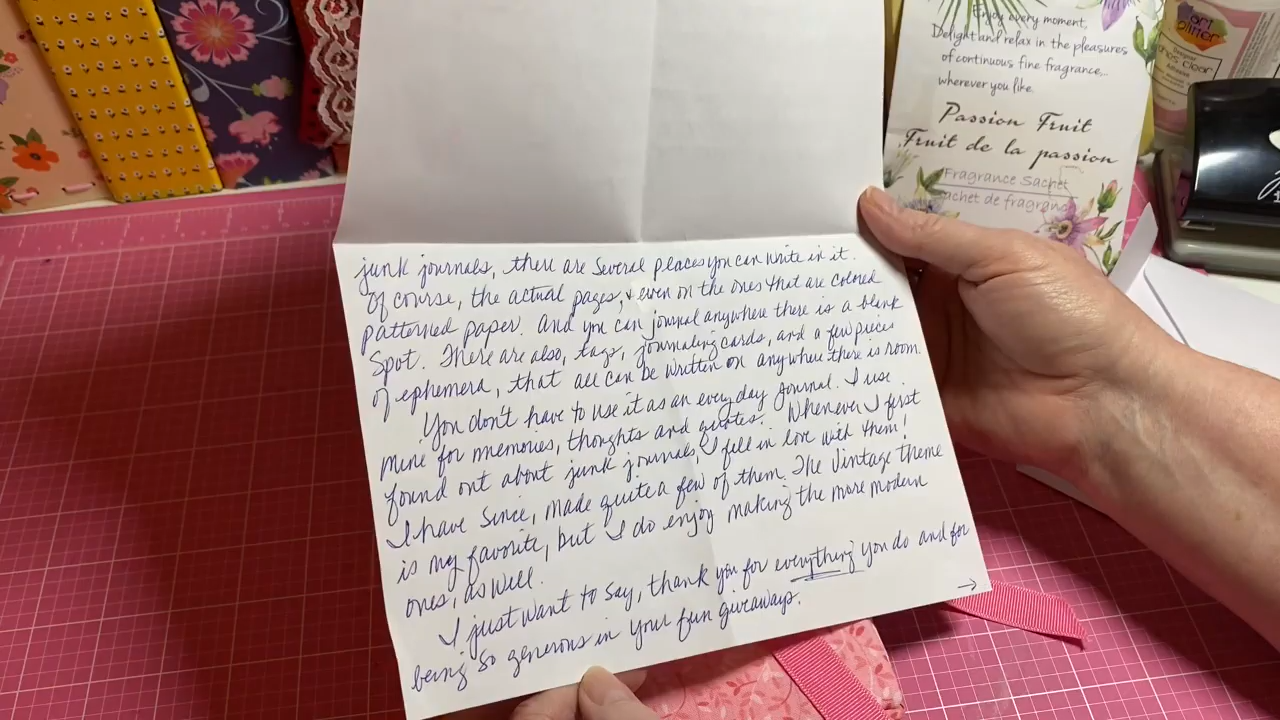 junk journals, there are several places you can write in it.
Of course, the actual pages, & even on the ones that are colored
patterned paper. And you can journal anywhere there is a blank
spot. There are also, tags, journaling cards, and a few pieces
of ephemera, that all can be written on anywhere there is room.
You don't have to use it as an everyday journal. I use
mine for memories, thoughts and quotes. Whenever I first
found out about junk journals, I fell in love with them!
I have since, made quite a few of them. The Vintage theme
is my favorite, but I do enjoy making the more modern
ones, as well.
I just want to say, thank you for everything you do and for
being so generous in your fun giveaways.
→
Enjoy every moment,
Delight and relax in the pleasures
of continuous fine fragrance...
wherever you like.
Passion Fruit
Fruit de la passion
Fragrance Sachet
Sachet de fragrance
art
glitter
Designer
Dries Clear
Adhesive